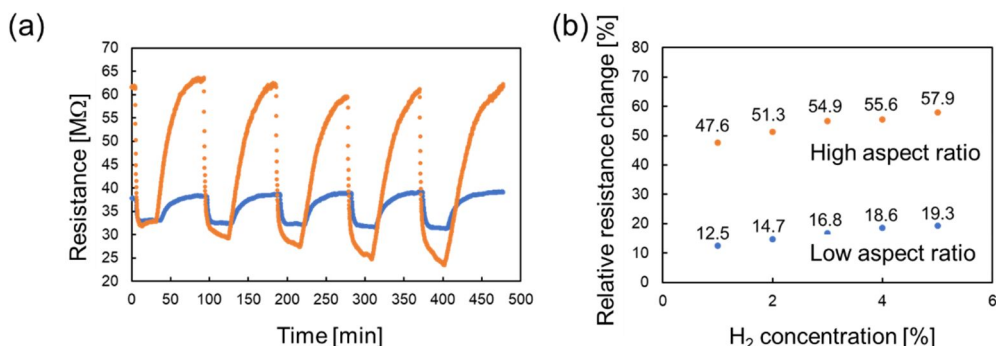 (a)
Resistance [MΩ]
70
65
60
55
50
45
40
35
30
25
20
0 50 100 150 200 250 300 350 400 450 500
Time [min]
(b)
Relative resistance change [%]
80
70
60
50
40
30
20
10
0
47.6 51.3 54.9 55.6 57.9
High aspect ratio
12.5 14.7 16.8 18.6 19.3
Low aspect ratio
0 2 4 6
H₂ concentration [%]